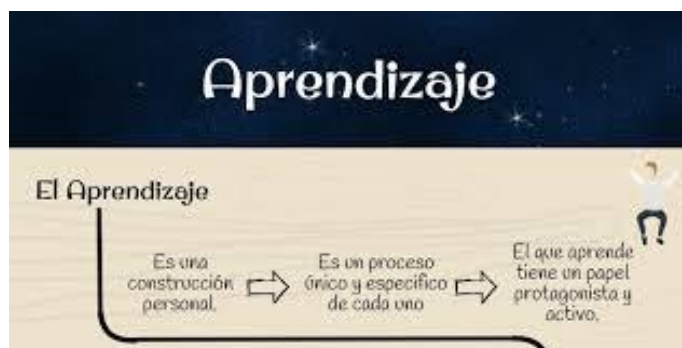 Aprendizaje
El Aprendizaje
Es una
construcción
personal.
Es un proceso
único y especifico
de cada uno
El que aprende
tiene un papel
protagonista y
activo.